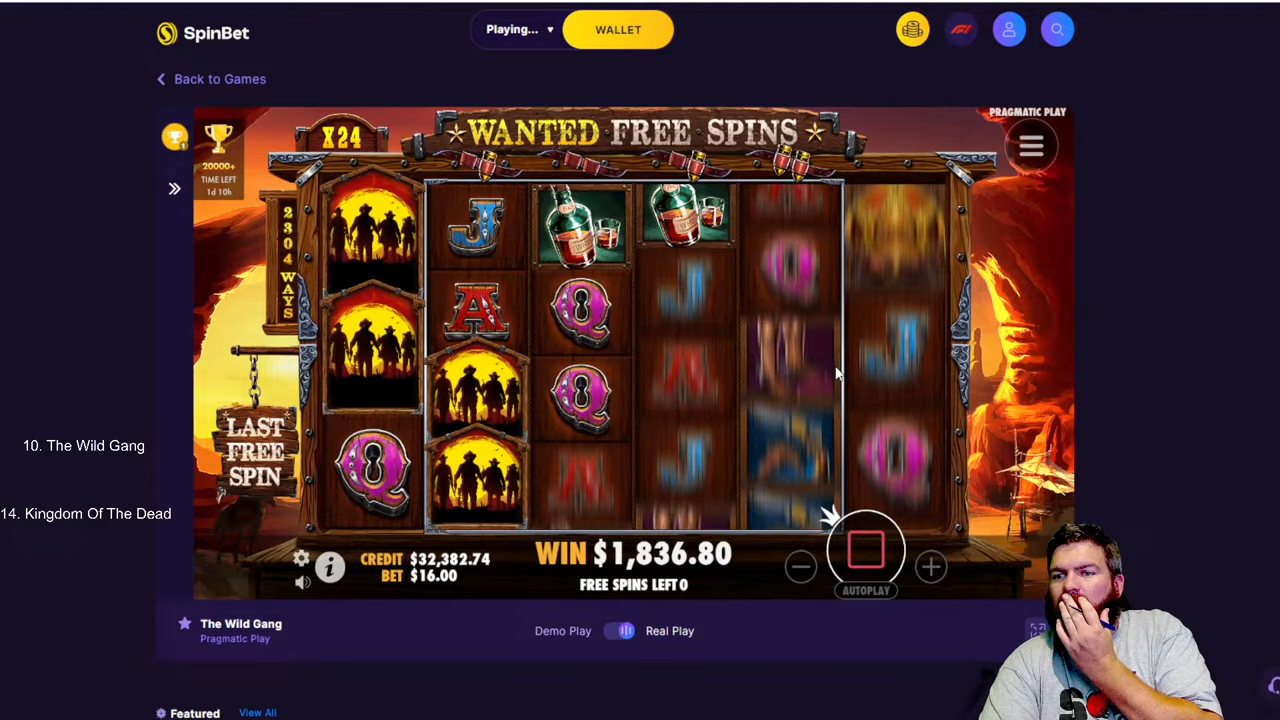 SpinBet
Playing...
WALLET
Back to Games
PRAGMATIC PLAY
X24
WANTED FREE SPINS
20000+
TIME LEFT
1d 10h
2304 WAYS
J
A
Q
Q
Q
A
J
A
J
Q
J
Q
LAST
FREE
SPIN
10. The Wild Gang
14. Kingdom Of The Dead
CREDIT $32,382.74
BET $16.00
WIN $1,836.80
FREE SPINS LEFT 0
AUTOPLAY
The Wild Gang
Pragmatic Play
Demo Play
Real Play
Featured
View All